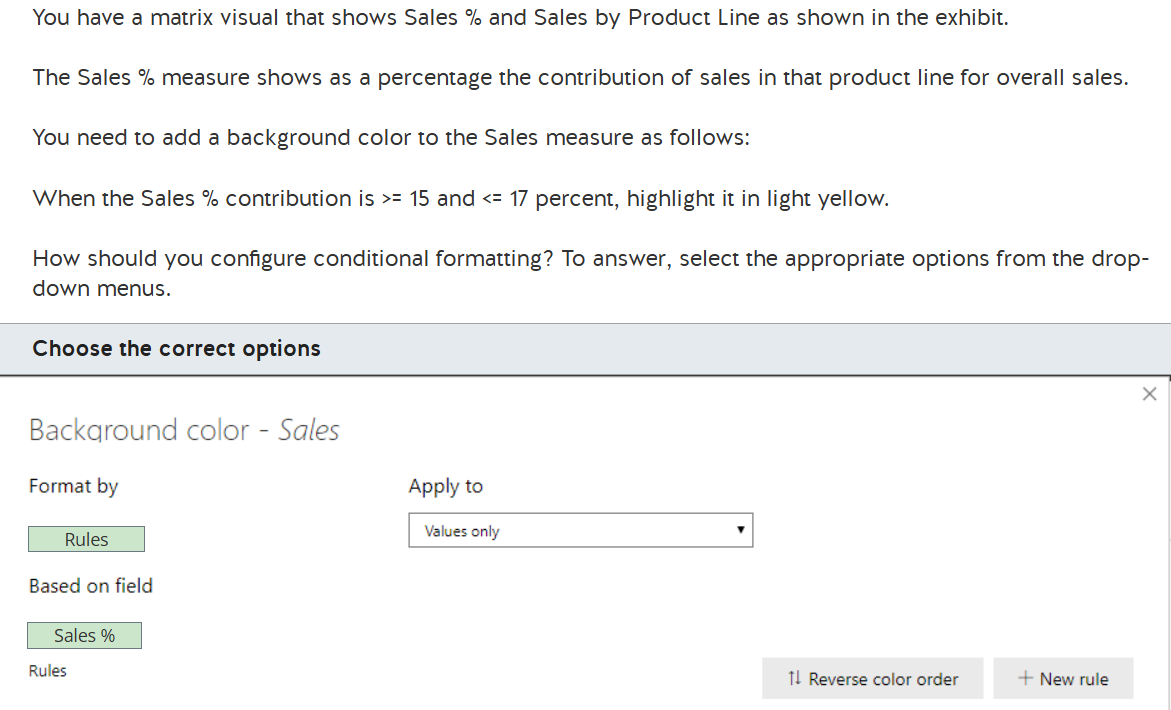 You have a matrix visual that shows Sales % and Sales by Product Line as shown in the exhibit.
The Sales % measure shows as a percentage the contribution of sales in that product line for overall sales.
You need to add a background color to the Sales measure as follows:
When the Sales % contribution is >= 15 and <= 17 percent, highlight it in light yellow.
How should you configure conditional formatting? To answer, select the appropriate options from the drop-
down menus.
Choose the correct options
Background color - Sales
Format by
Apply to
Rules
Values only
Based on field
Sales %
Rules
Reverse color order
New rule